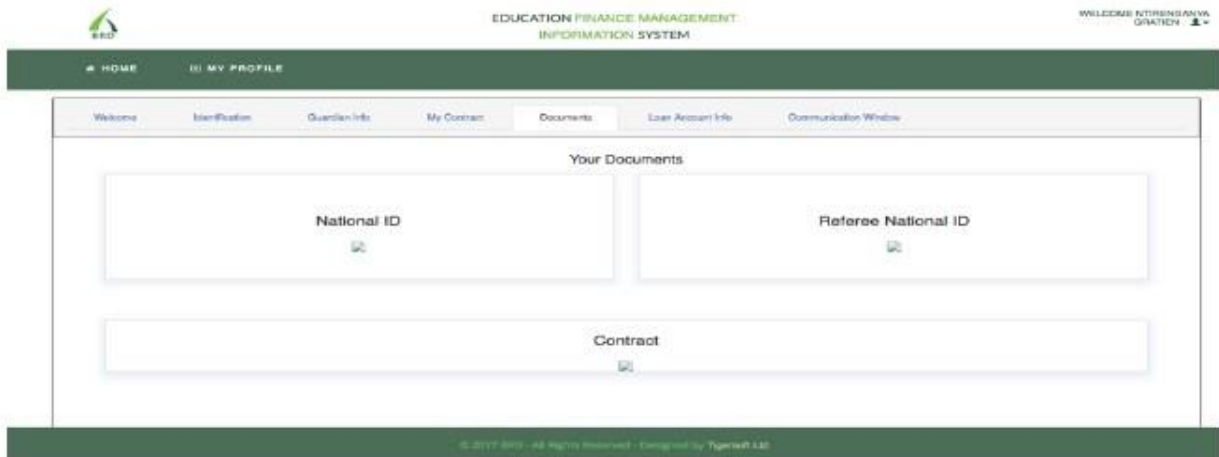 BRD
EDUCATION FINANCE MANAGEMENT
INFORMATION SYSTEM
WELCOME NTIRENGANYA
GRATIEN
HOME
MY PROFILE
Welcome
Identification
Guardian Info
My Contract
Documents
Loan Account Info
Communication Window
Your Documents
National ID
Referee National ID
Contract
© 2017 BRD - All Rights Reserved - Designed by Tigersoft Ltd